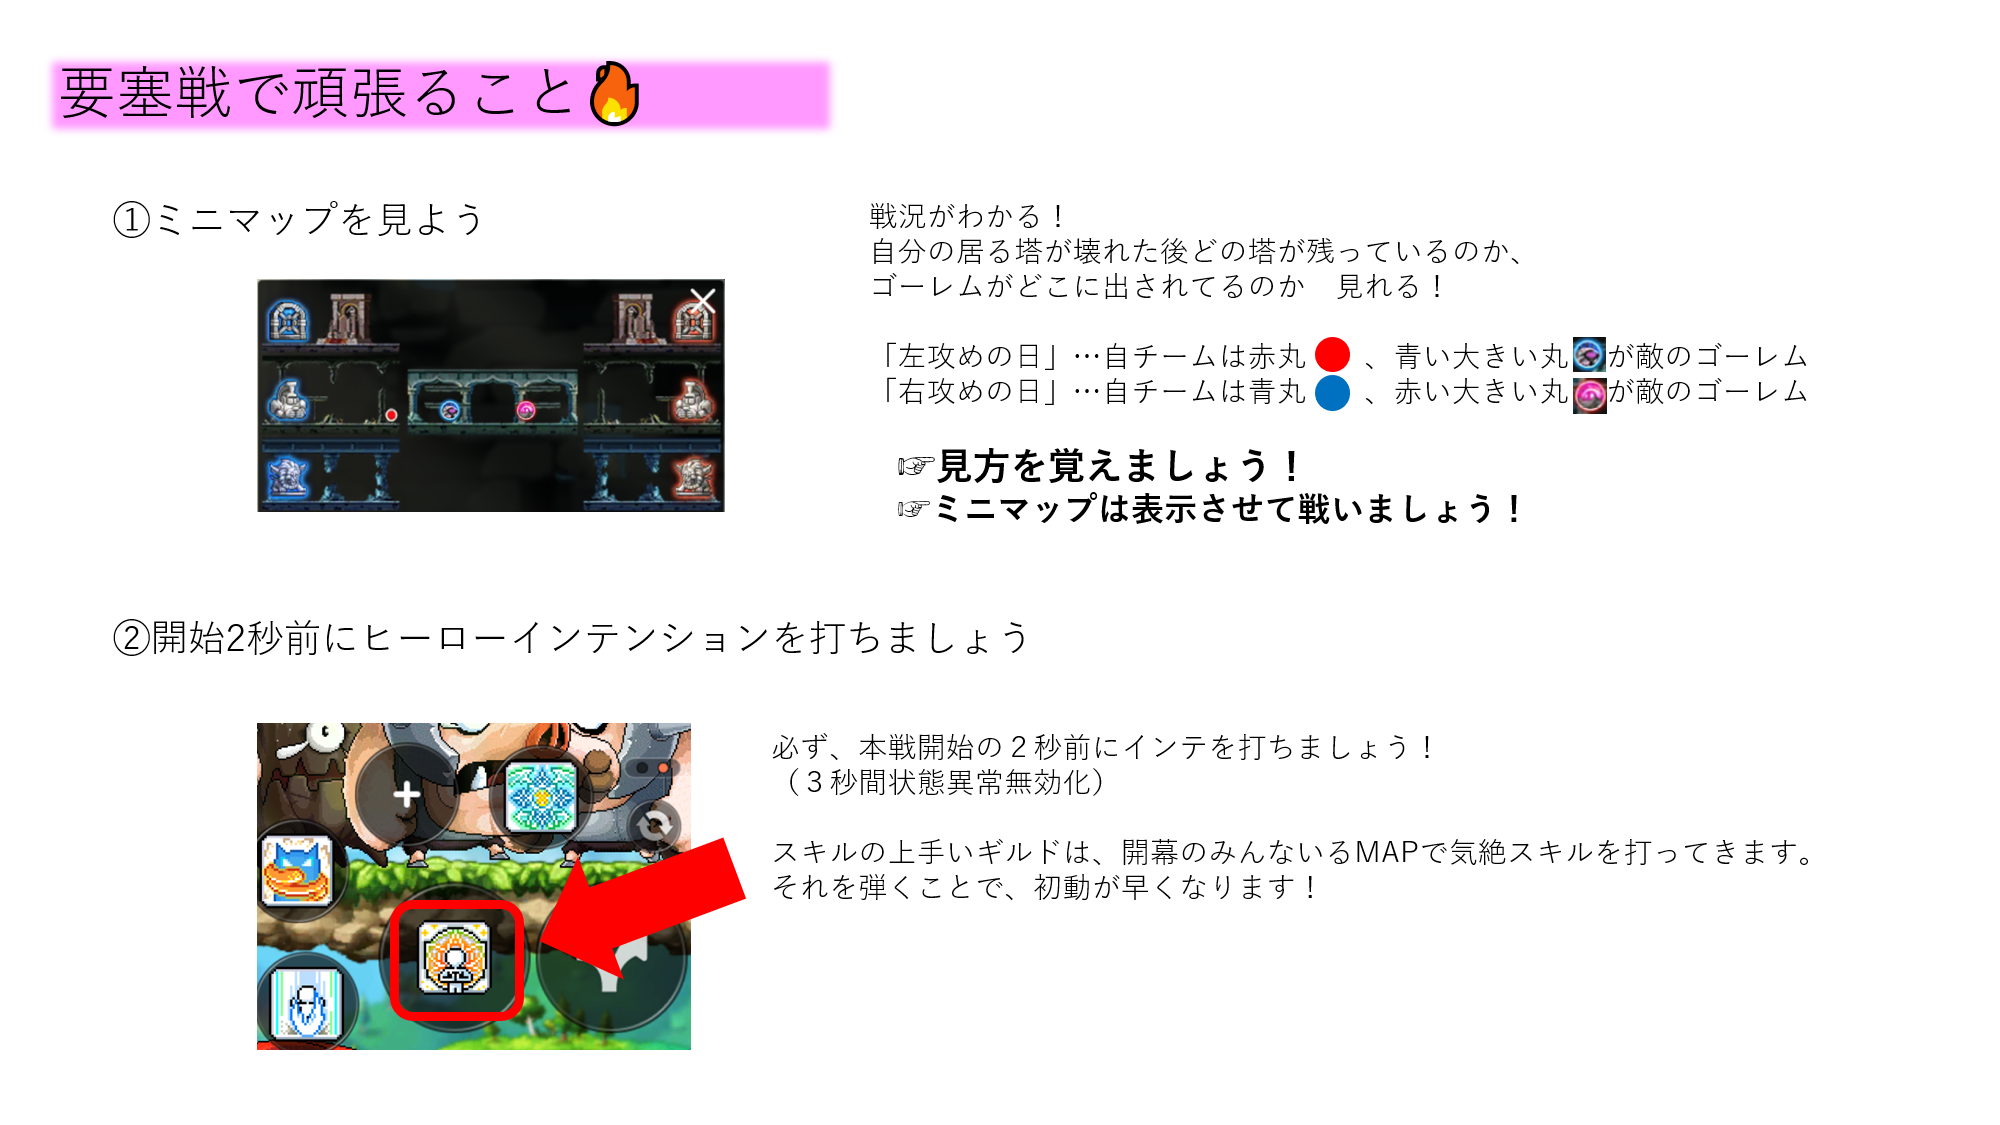 要塞戦で頑張ること🔥
①ミニマップを見よう
戦況がわかる！
自分の居る塔が壊れた後どの塔が残っているのか、
ゴーレムがどこに出されてるのか　見れる！
「左攻めの日」…自チームは赤丸🔴、青い大きい丸が敵のゴーレム
「右攻めの日」…自チームは青丸🔵、赤い大きい丸が敵のゴーレム
☞見方を覚えましょう！
☞ミニマップは表示させて戦いましょう！
②開始2秒前にヒーローインテンションを打ちましょう
必ず、本戦開始の２秒前にインテを打ちましょう！
（３秒間状態異常無効化）
スキルの上手いギルドは、開幕のみんないるMAPで気絶スキルを打ってきます。
それを弾くことで、初動が早くなります！